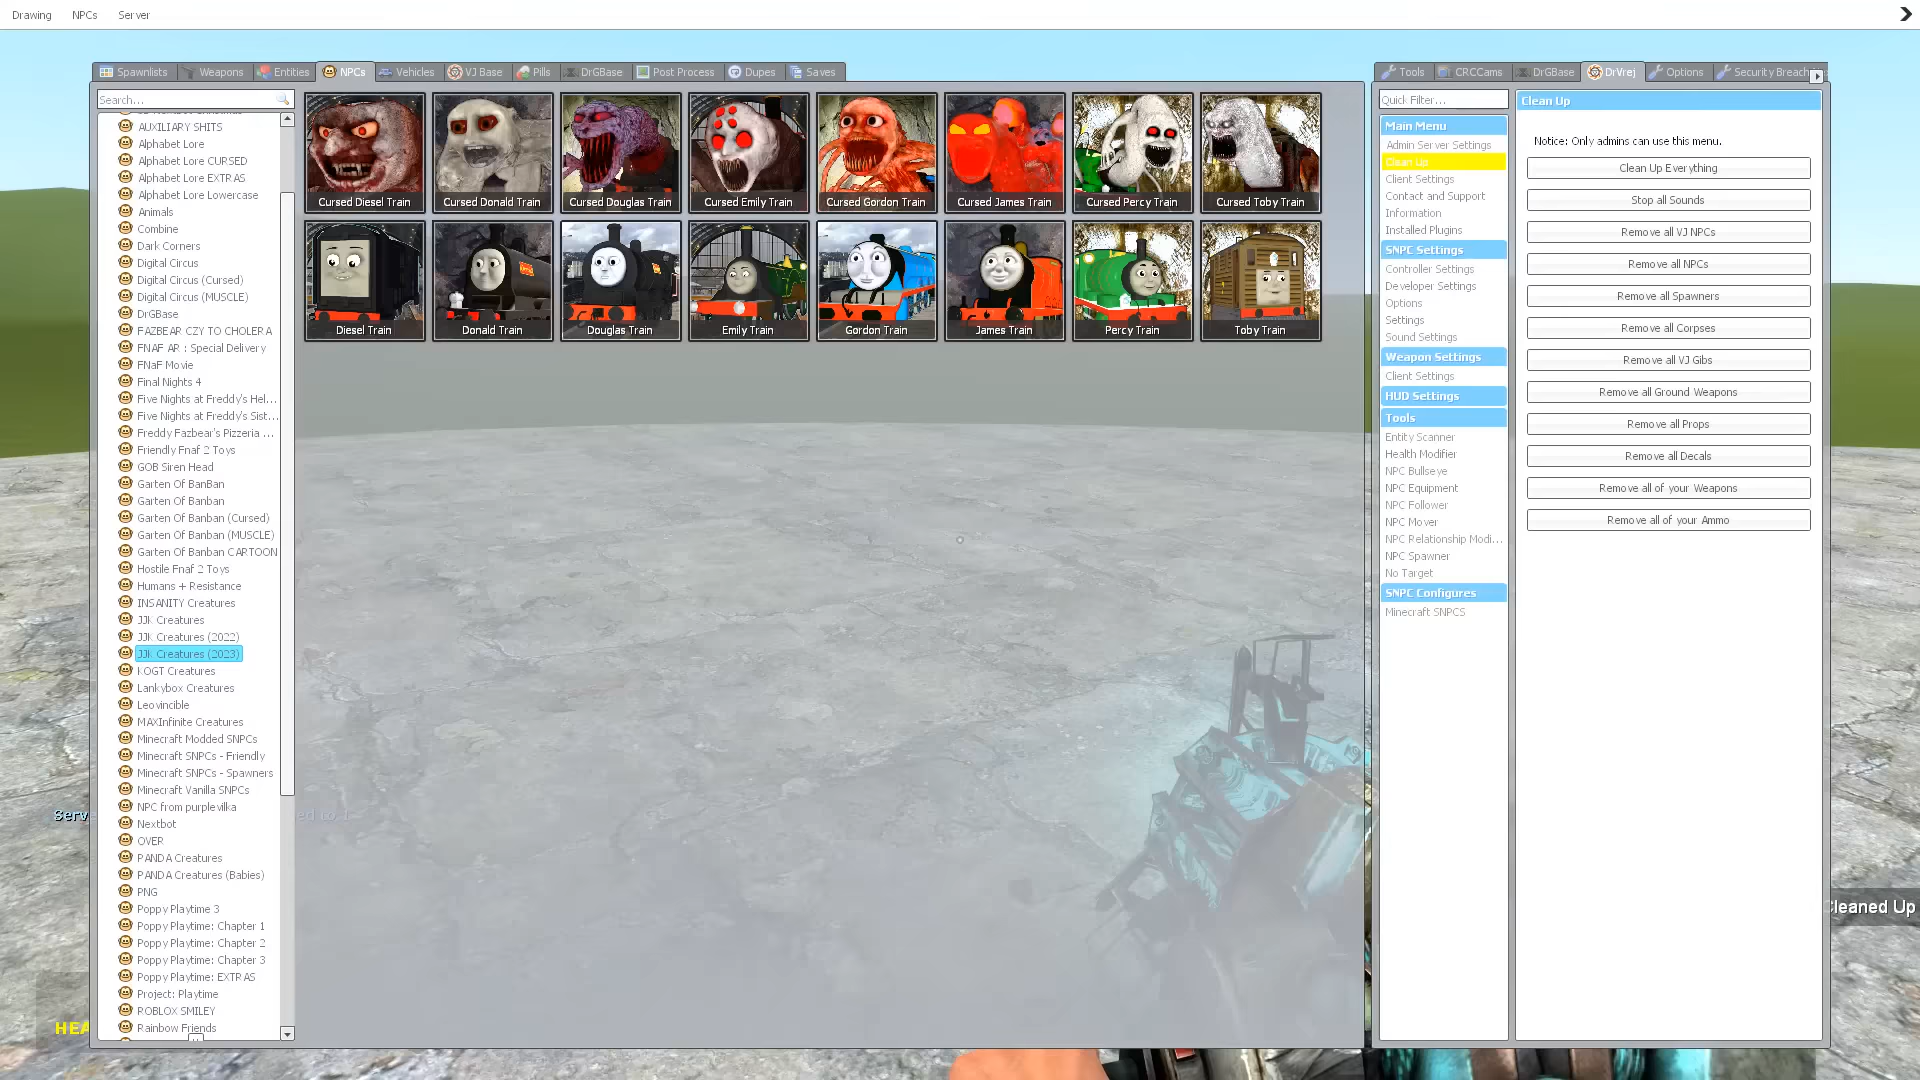 Drawing NPCs Server
Spawnlists Weapons Entities NPCs Vehicles VJ Base Pills DrGBase Post Process Dupes Saves
Search...
AUXILIARY SHITS
Alphabet Lore
Alphabet Lore CURSED
Alphabet Lore EXTRAS
Alphabet Lore Lowercase
Animals
Combine
Dark Corners
Digital Circus
Digital Circus (Cursed)
Digital Circus (MUSCLE)
DrGBase
FAZBEAR CZY TO CHOLERA
FNAF AR : Special Delivery
FNaF Movie
Final Nights 4
Five Nights at Freddy's Hel...
Five Nights at Freddy's Sist...
Freddy Fazbear's Pizzeria ...
Friendly Fnaf 2 Toys
GOB Siren Head
Garten Of BanBan
Garten Of Banban
Garten Of Banban (Cursed)
Garten Of Banban (MUSCLE)
Garten Of Banban CARTOON
Hostile Fnaf 2 Toys
Humans + Resistance
INSANITY Creatures
JJK Creatures
JJK Creatures (2022)
JJK Creatures (2023)
KOGT Creatures
Lankybox Creatures
Leovincible
MAXInfinite Creatures
Minecraft Modded SNPCs
Minecraft SNPCs - Friendly
Minecraft SNPCs - Spawners
Minecraft Vanilla SNPCs
NPC from purplevilka
Nextbot
OVER
PANDA Creatures
PANDA Creatures (Babies)
PNG
Poppy Playtime 3
Poppy Playtime: Chapter 1
Poppy Playtime: Chapter 2
Poppy Playtime: Chapter 3
Poppy Playtime: EXTRAS
Project: Playtime
ROBLOX SMILEY
Rainbow Friends
Cursed Diesel Train
Cursed Donald Train
Cursed Douglas Train
Cursed Emily Train
Cursed Gordon Train
Cursed James Train
Cursed Percy Train
Cursed Toby Train
Diesel Train
Donald Train
Douglas Train
Emily Train
Gordon Train
James Train
Percy Train
Toby Train
Serv
ed to 1
HEA
Tools CRCCams DrGBase DrVrej Options Security Breach
Quick Filter...
Main Menu
Admin Server Settings
Clean Up
Client Settings
Contact and Support
Information
Installed Plugins
SNPC Settings
Controller Settings
Developer Settings
Options
Settings
Sound Settings
Weapon Settings
Client Settings
HUD Settings
Tools
Entity Scanner
Health Modifier
NPC Bullseye
NPC Equipment
NPC Follower
NPC Mover
NPC Relationship Modi...
NPC Spawner
No Target
SNPC Configures
Minecraft SNPCS
Clean Up
Notice: Only admins can use this menu.
Clean Up Everything
Stop all Sounds
Remove all VJ NPCs
Remove all NPCs
Remove all Spawners
Remove all Corpses
Remove all VJ Gibs
Remove all Ground Weapons
Remove all Props
Remove all Decals
Remove all of your Weapons
Remove all of your Ammo
Cleaned Up